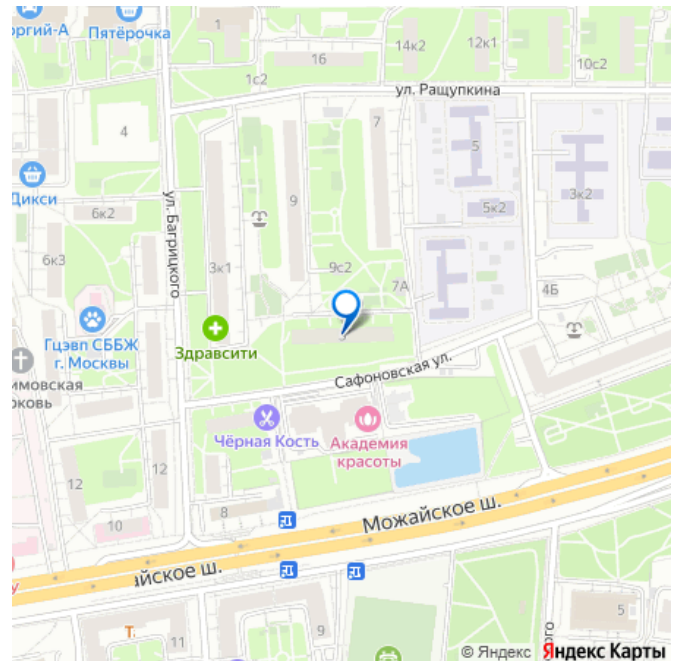 оргий-А
Пятёрочка
1
16
14к2
12к1
10с2
1с2
ул. Ращупкина
4
7
5
9
3к2
Дикси
6к2
5к2
ул. Багрицкого
6к3
3к1
9с2
7А
4Б
Гцэвп СББЖ
г. Москвы
Здравсити
имовская
рковь
Сафоновская ул.
Чёрная Кость
Академия
красоты
12
12
10
8
Можайское ш.
айское ш.
у
Т.
11
9
5
ого
© Яндекс Яндекс Карты